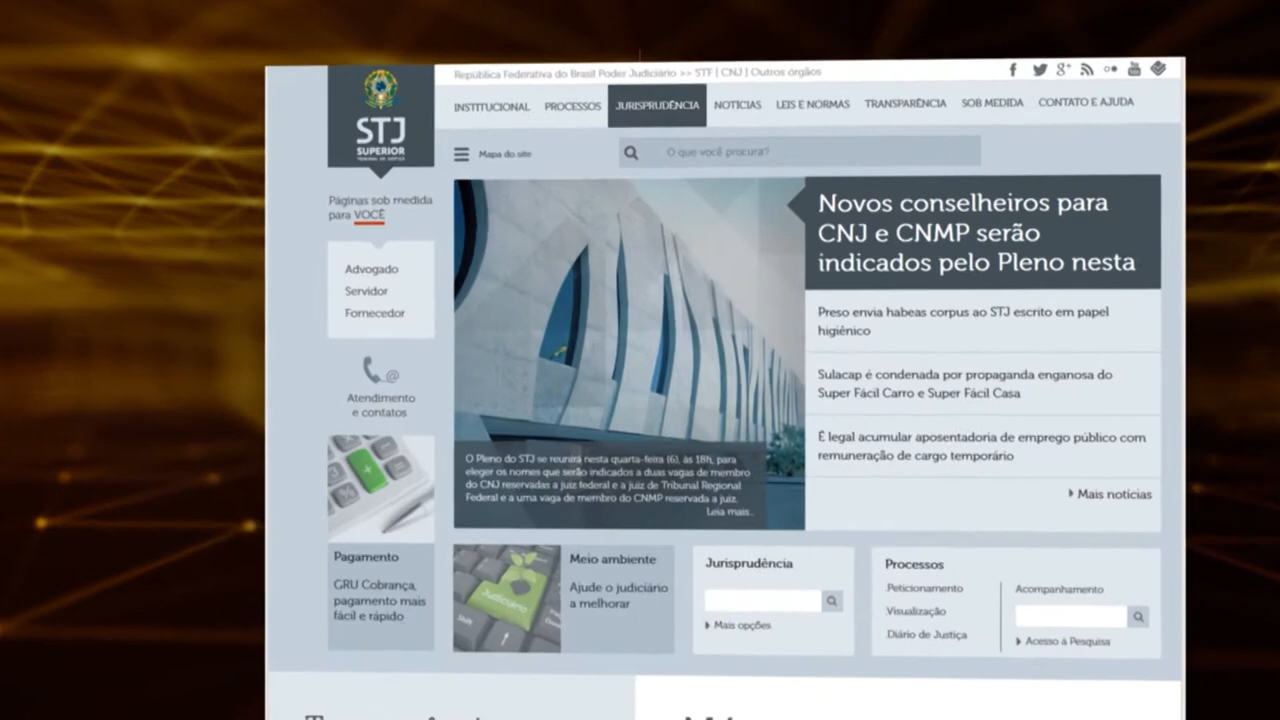 República Federativa do Brasil Poder Judiciário >> STF | CNJ | Outros órgãos
STJ
SUPERIOR
TRIBUNAL DE JUSTIÇA
INSTITUCIONAL PROCESSOS JURISPRUDÊNCIA NOTÍCIAS LEIS E NORMAS TRANSPARÊNCIA SOB MEDIDA CONTATO E AJUDA
Mapa do site
O que você procura?
Páginas sob medida
para VOCÊ
Advogado
Servidor
Fornecedor
Atendimento
e contatos
Pagamento
GRU Cobrança,
pagamento mais
fácil e rápido
Novos conselheiros para
CNJ e CNMP serão
indicados pelo Pleno nesta
O Pleno do STJ se reunirá nesta quarta-feira (6), às 18h, para
eleger os nomes que serão indicados a duas vagas de membro
do CNJ reservadas a juiz federal e a juiz de Tribunal Regional
Federal e a uma vaga de membro do CNMP reservada a juiz.
Leia mais..
Preso envia habeas corpus ao STJ escrito em papel
higiênico
Sulacap é condenada por propaganda enganosa do
Super Fácil Carro e Super Fácil Casa
É legal acumular aposentadoria de emprego público com
remuneração de cargo temporário
Mais notícias
Judiciário
Shift
Meio ambiente
Ajude o judiciário
a melhorar
Jurisprudência
Mais opções
Processos
Peticionamento
Visualização
Diário de Justiça
Acompanhamento
Acesso à Pesquisa